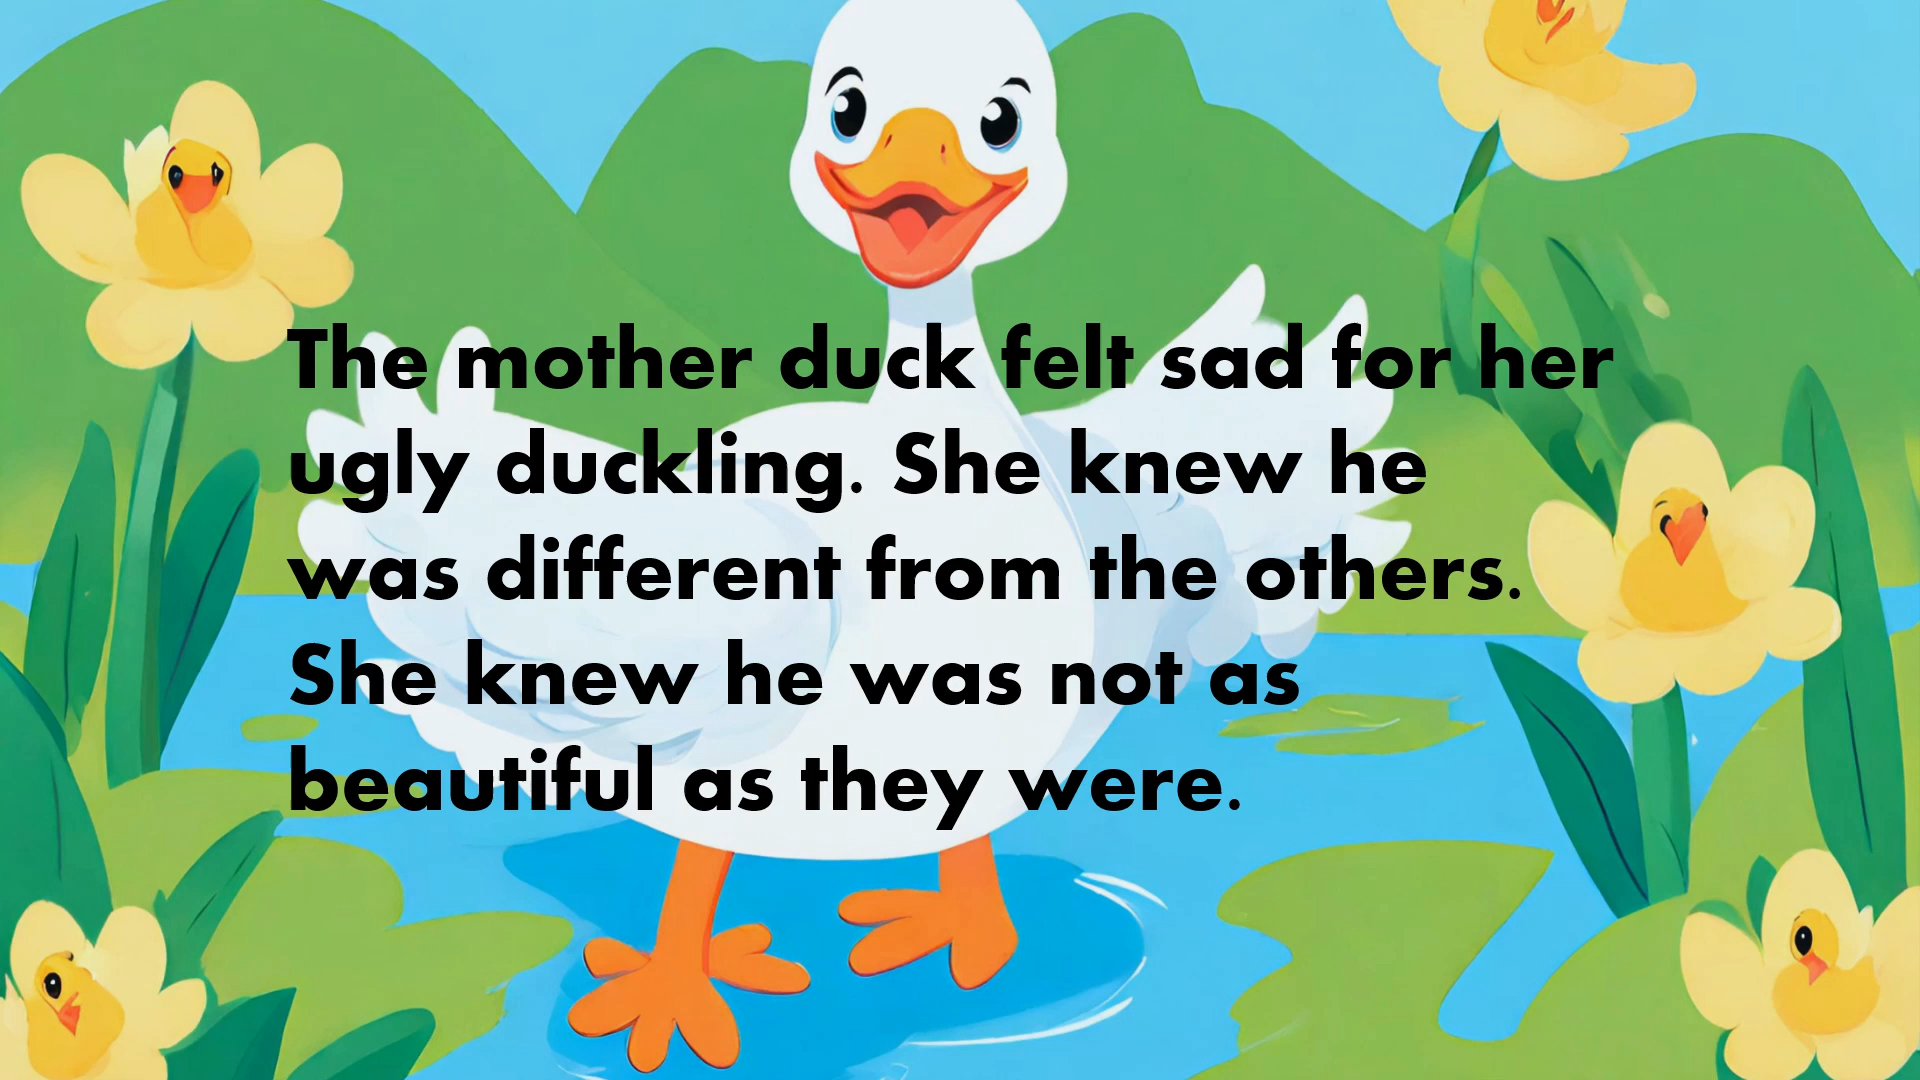 The mother duck felt sad for her
ugly duckling. She knew he
was different from the others.
She knew he was not as
beautiful as they were.